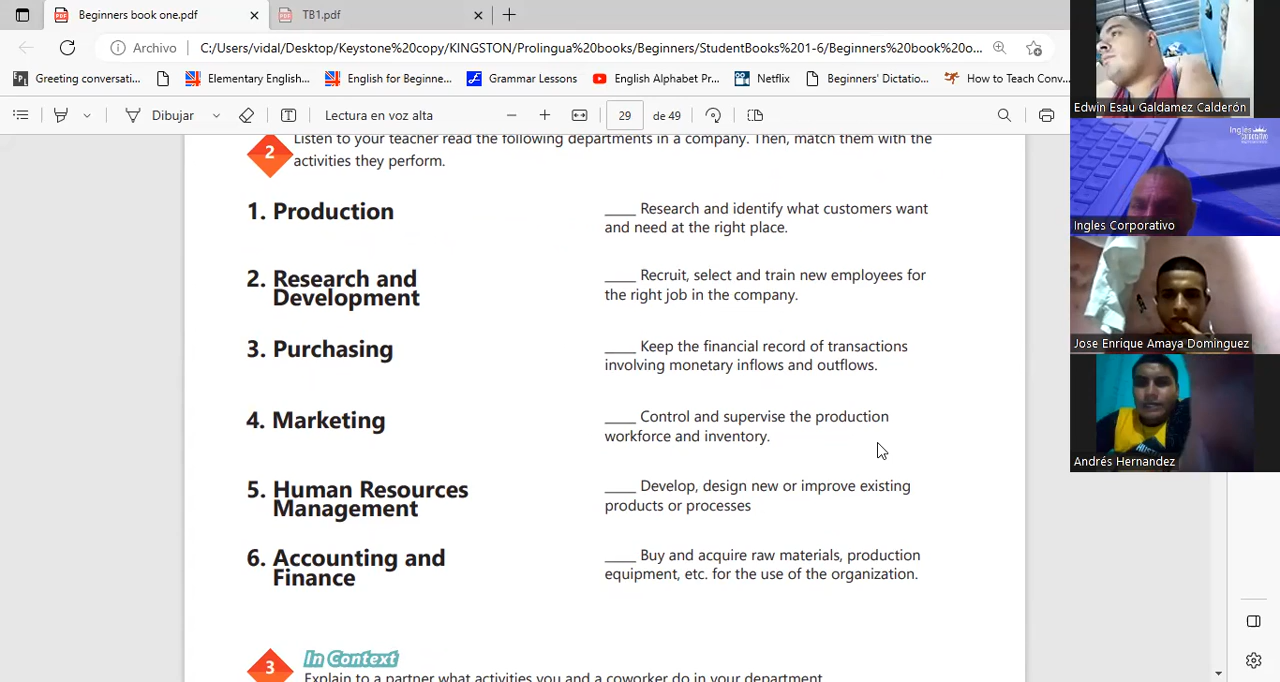 Beginners book one.pdf
TB1.pdf
Archivo
C:/Users/vidal/Desktop/Keystone%20copy/KINGSTON/Prolingua%20books/Beginners/StudentBooks%201-6/Beginners%20book%20o...
Greeting conversati...
Elementary English...
English for Beginne...
Grammar Lessons
English Alphabet Pr...
Netflix
Beginners' Dictatio...
How to Teach Conv...
Dibujar
Lectura en voz alta
29
de 49
2
Listen to your teacher read the following departments in a company. Then, match them with the
activities they perform.
1. Production
____ Research and identify what customers want
and need at the right place.
2. Research and
Development
____ Recruit, select and train new employees for
the right job in the company.
3. Purchasing
____ Keep the financial record of transactions
involving monetary inflows and outflows.
4. Marketing
____ Control and supervise the production
workforce and inventory.
5. Human Resources
Management
____ Develop, design new or improve existing
products or processes
6. Accounting and
Finance
____ Buy and acquire raw materials, production
equipment, etc. for the use of the organization.
3
In Context
Explain to a partner what activities you and a coworker do in your department
Edwin Esau Galdamez Calderón
Ingles Corporativo
Jose Enrique Amaya Dominguez
Andrés Hernandez